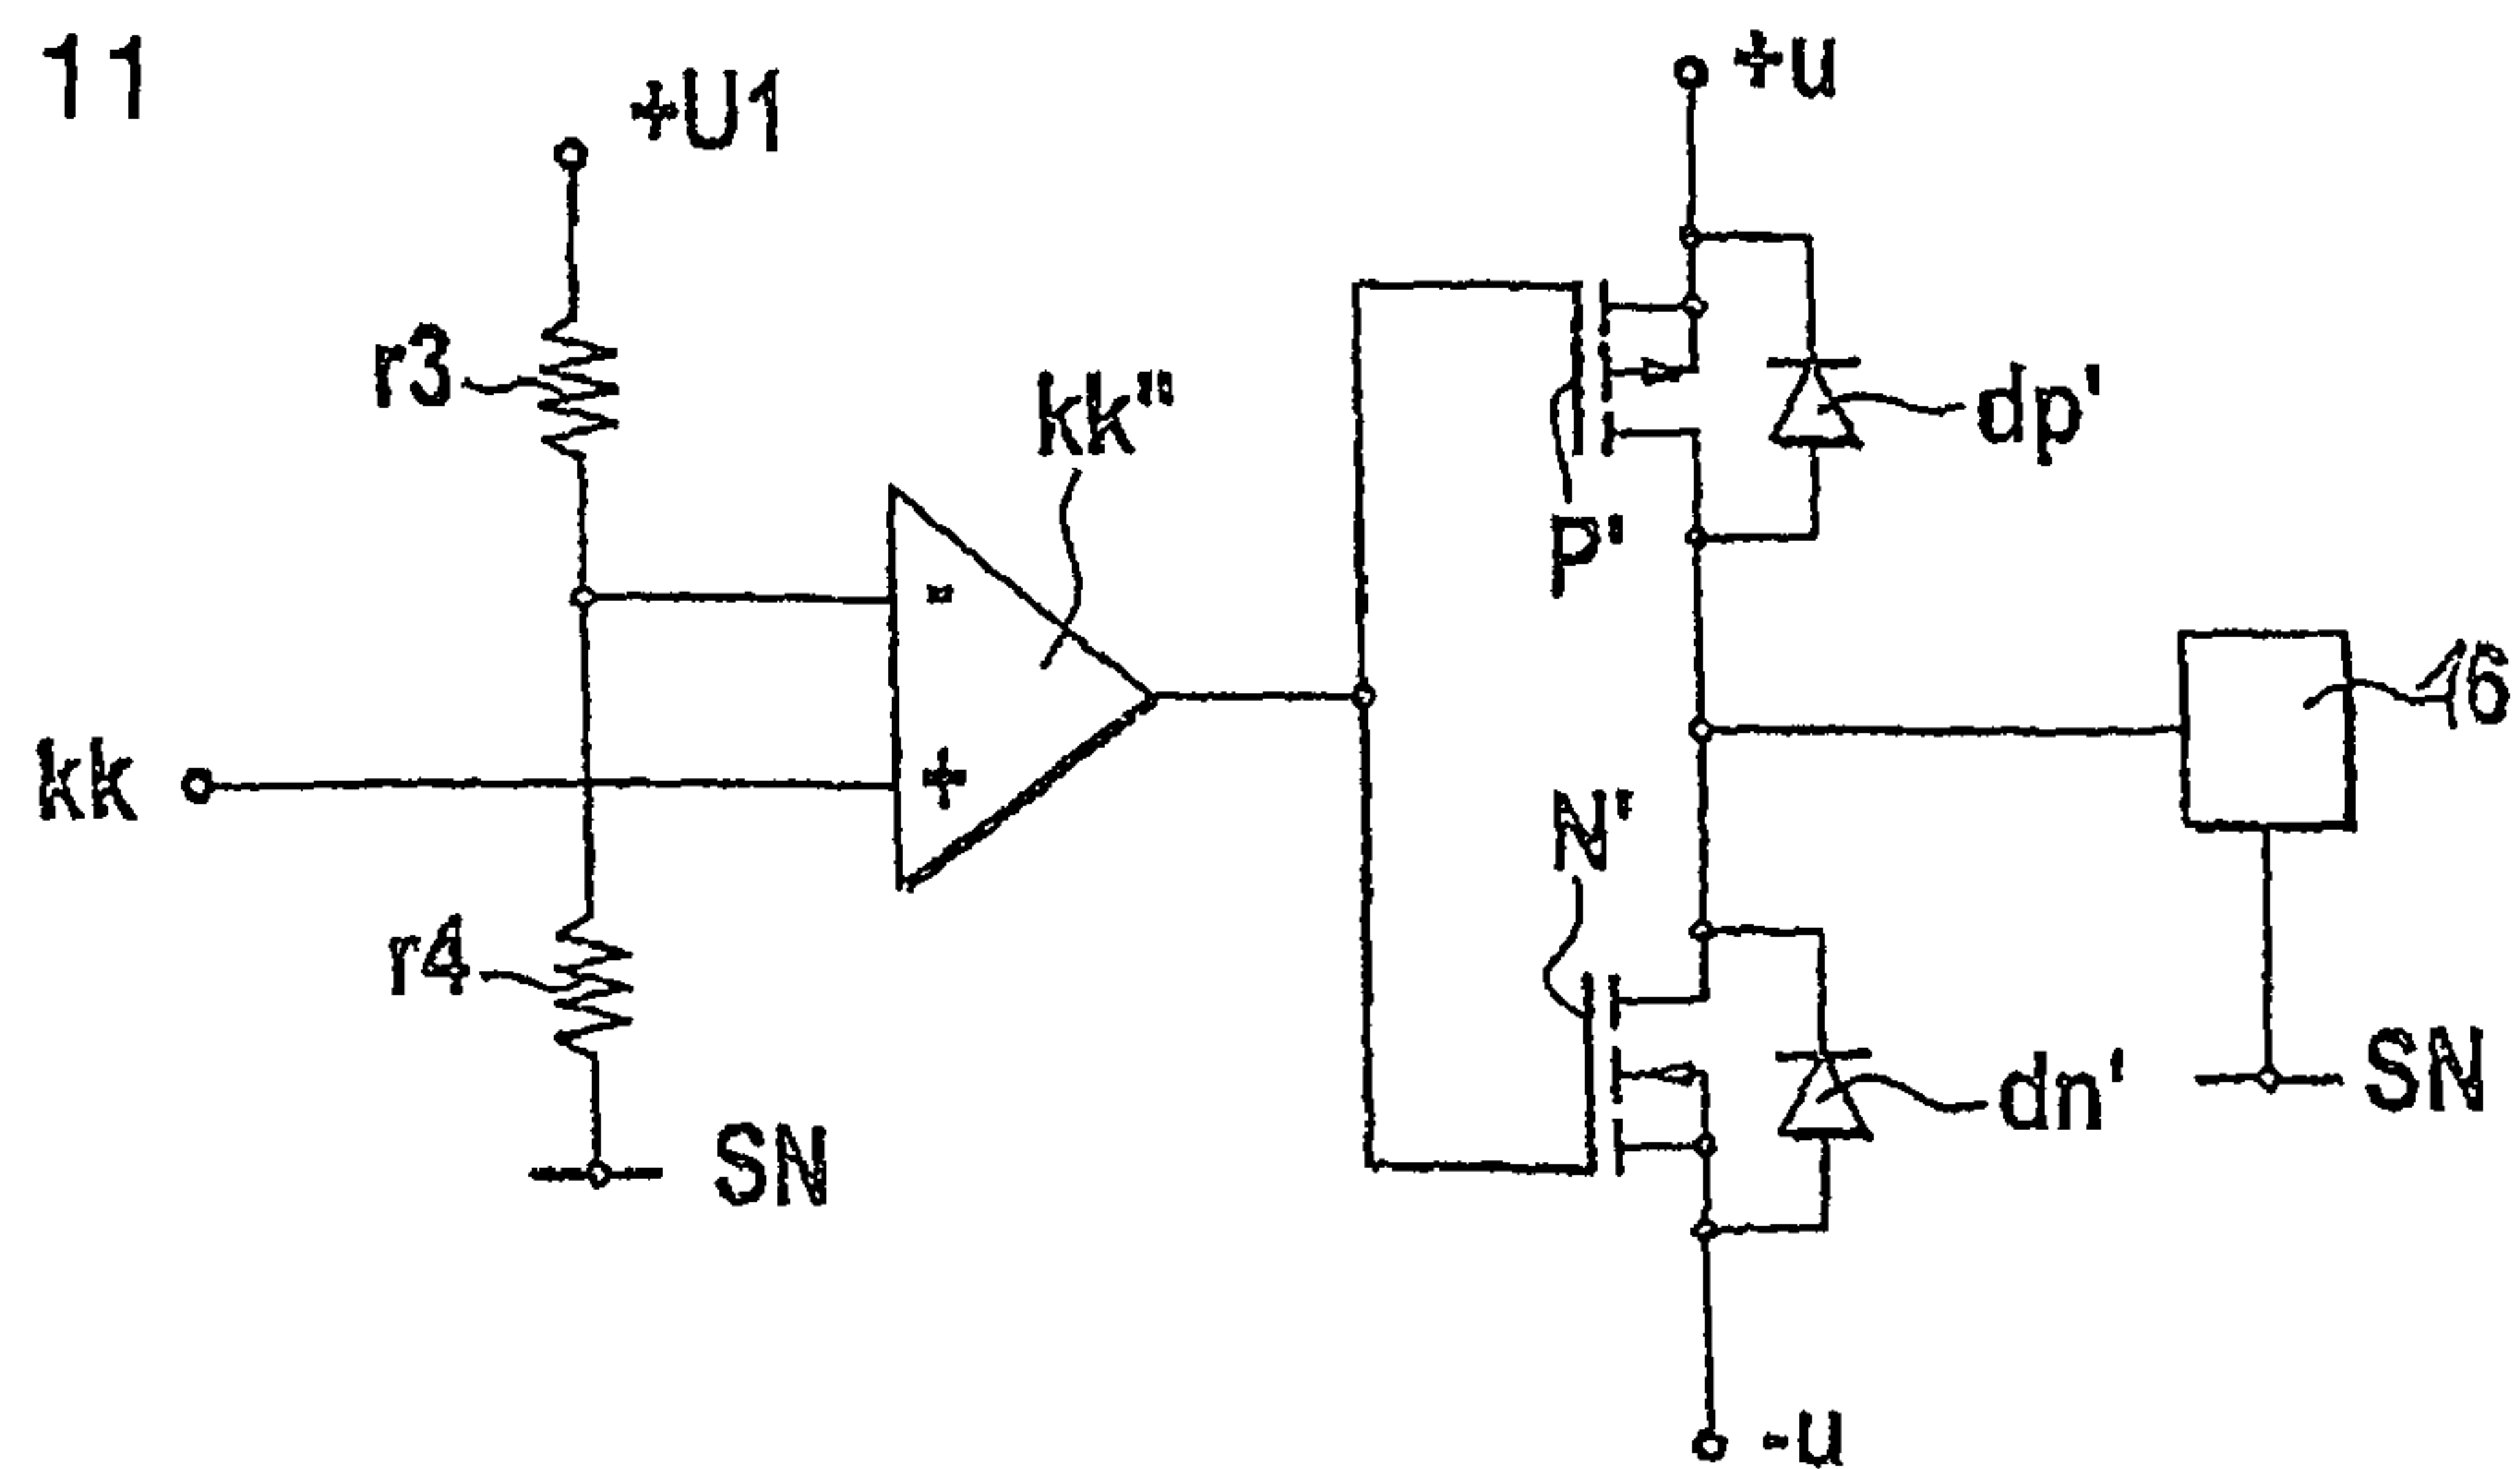 11
+U1
+u
r3
kk"
dp'
P'
-
16
kk
+
N'
r4
SN
dn'
SN
-u